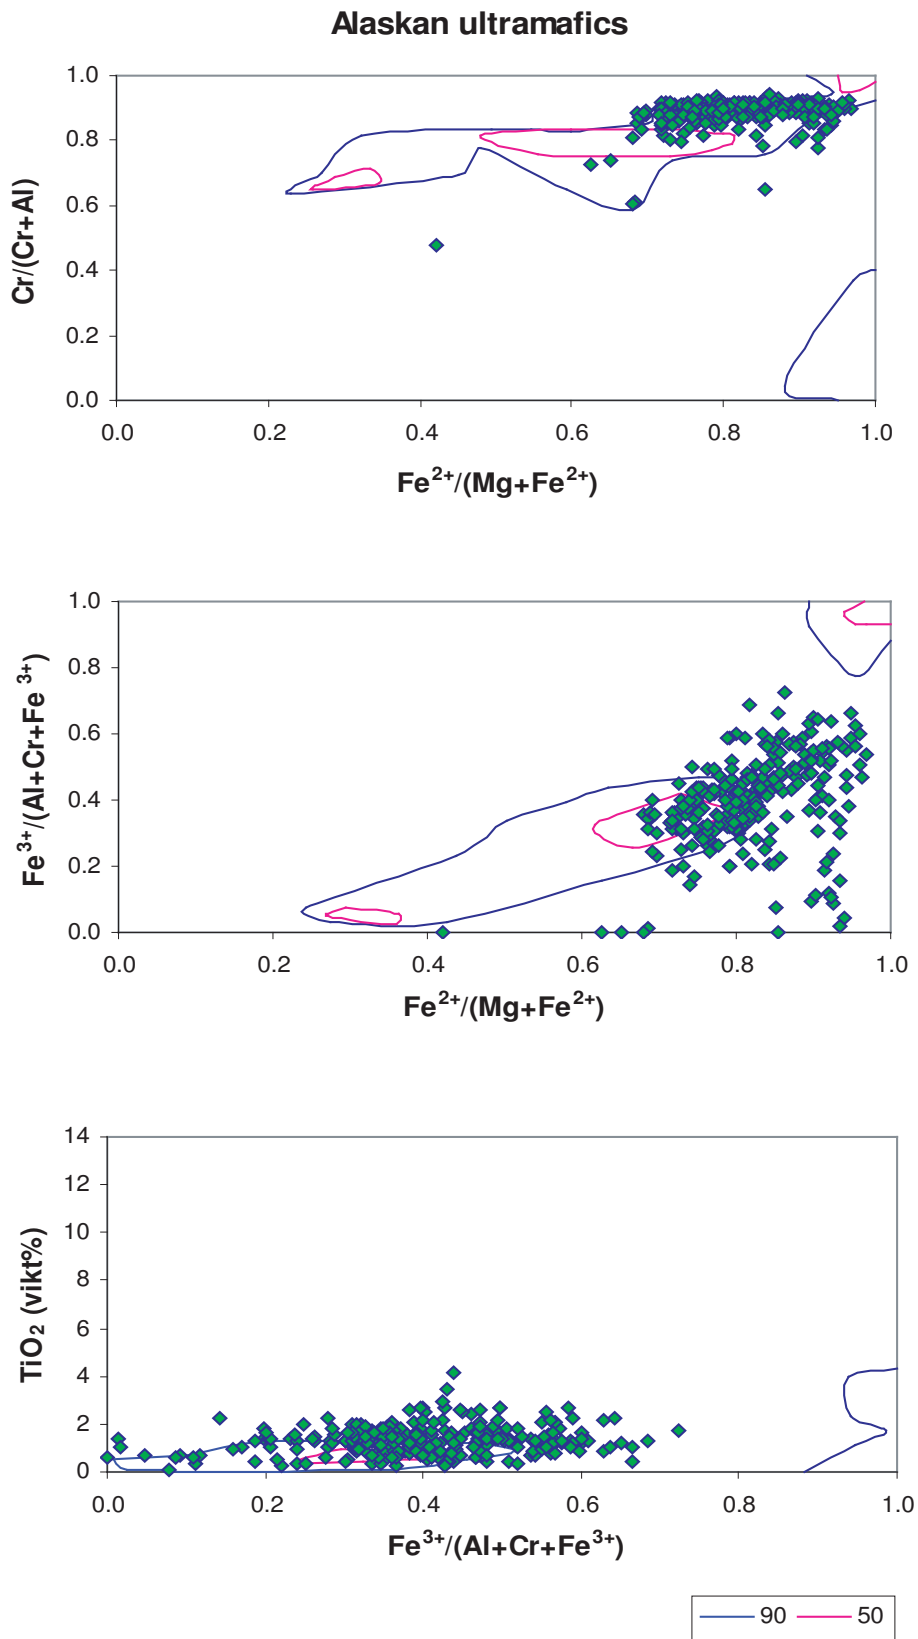 Alaskan ultramafics
1.0
0.8
0.6
0.4
0.2
0.0
Cr/(Cr+Al)
0.0 0.2 0.4 0.6 0.8 1.0
Fe²⁺/(Mg+Fe²⁺)
1.0
0.8
0.6
0.4
0.2
0.0
Fe³⁺/(Al+Cr+Fe³⁺)
0.0 0.2 0.4 0.6 0.8 1.0
Fe²⁺/(Mg+Fe²⁺)
14
12
10
8
6
4
2
0
TiO₂ (vikt%)
0.0 0.2 0.4 0.6 0.8 1.0
Fe³⁺/(Al+Cr+Fe³⁺)
90 50